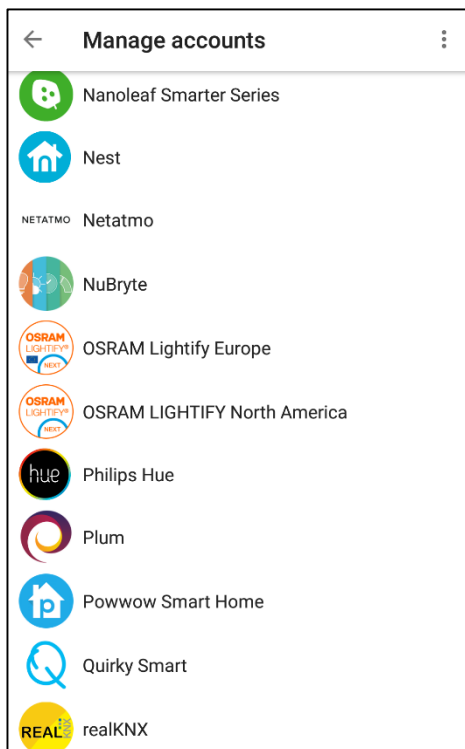 Manage accounts
Nanoleaf Smarter Series
Nest
NETATMO Netatmo
NuBryte
OSRAM
LIGHTIFY®
NEXT
OSRAM Lightify Europe
OSRAM
LIGHTIFY®
NEXT
OSRAM LIGHTIFY North America
hue Philips Hue
Plum
p Powwow Smart Home
Quirky Smart
REAL KNX realKNX